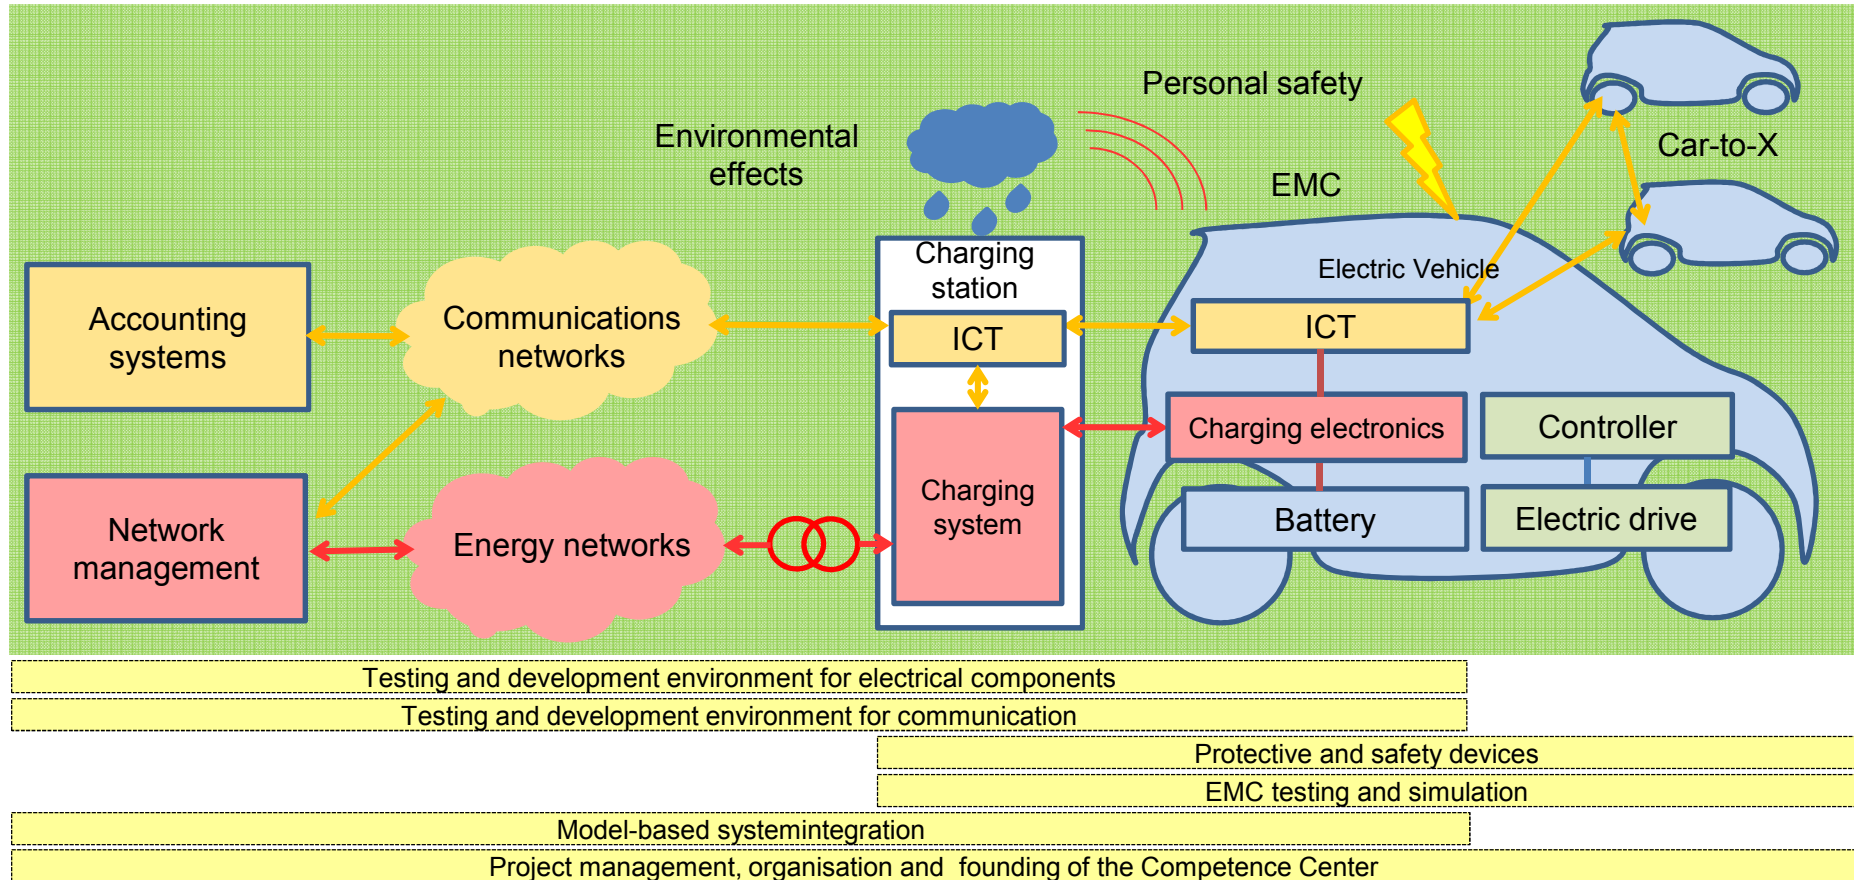 Personal safety
Car-to-X
Environmental
effects
EMC
Charging
station
Electric Vehicle
Accounting
systems
Communications
networks
ICT
ICT
Charging electronics
Controller
Charging
system
Network
management
Energy networks
Battery
Electric drive
Testing and development environment for electrical components
Testing and development environment for communication
Protective and safety devices
EMC testing and simulation
Model-based systemintegration
Project management, organisation and  founding of the Competence Center